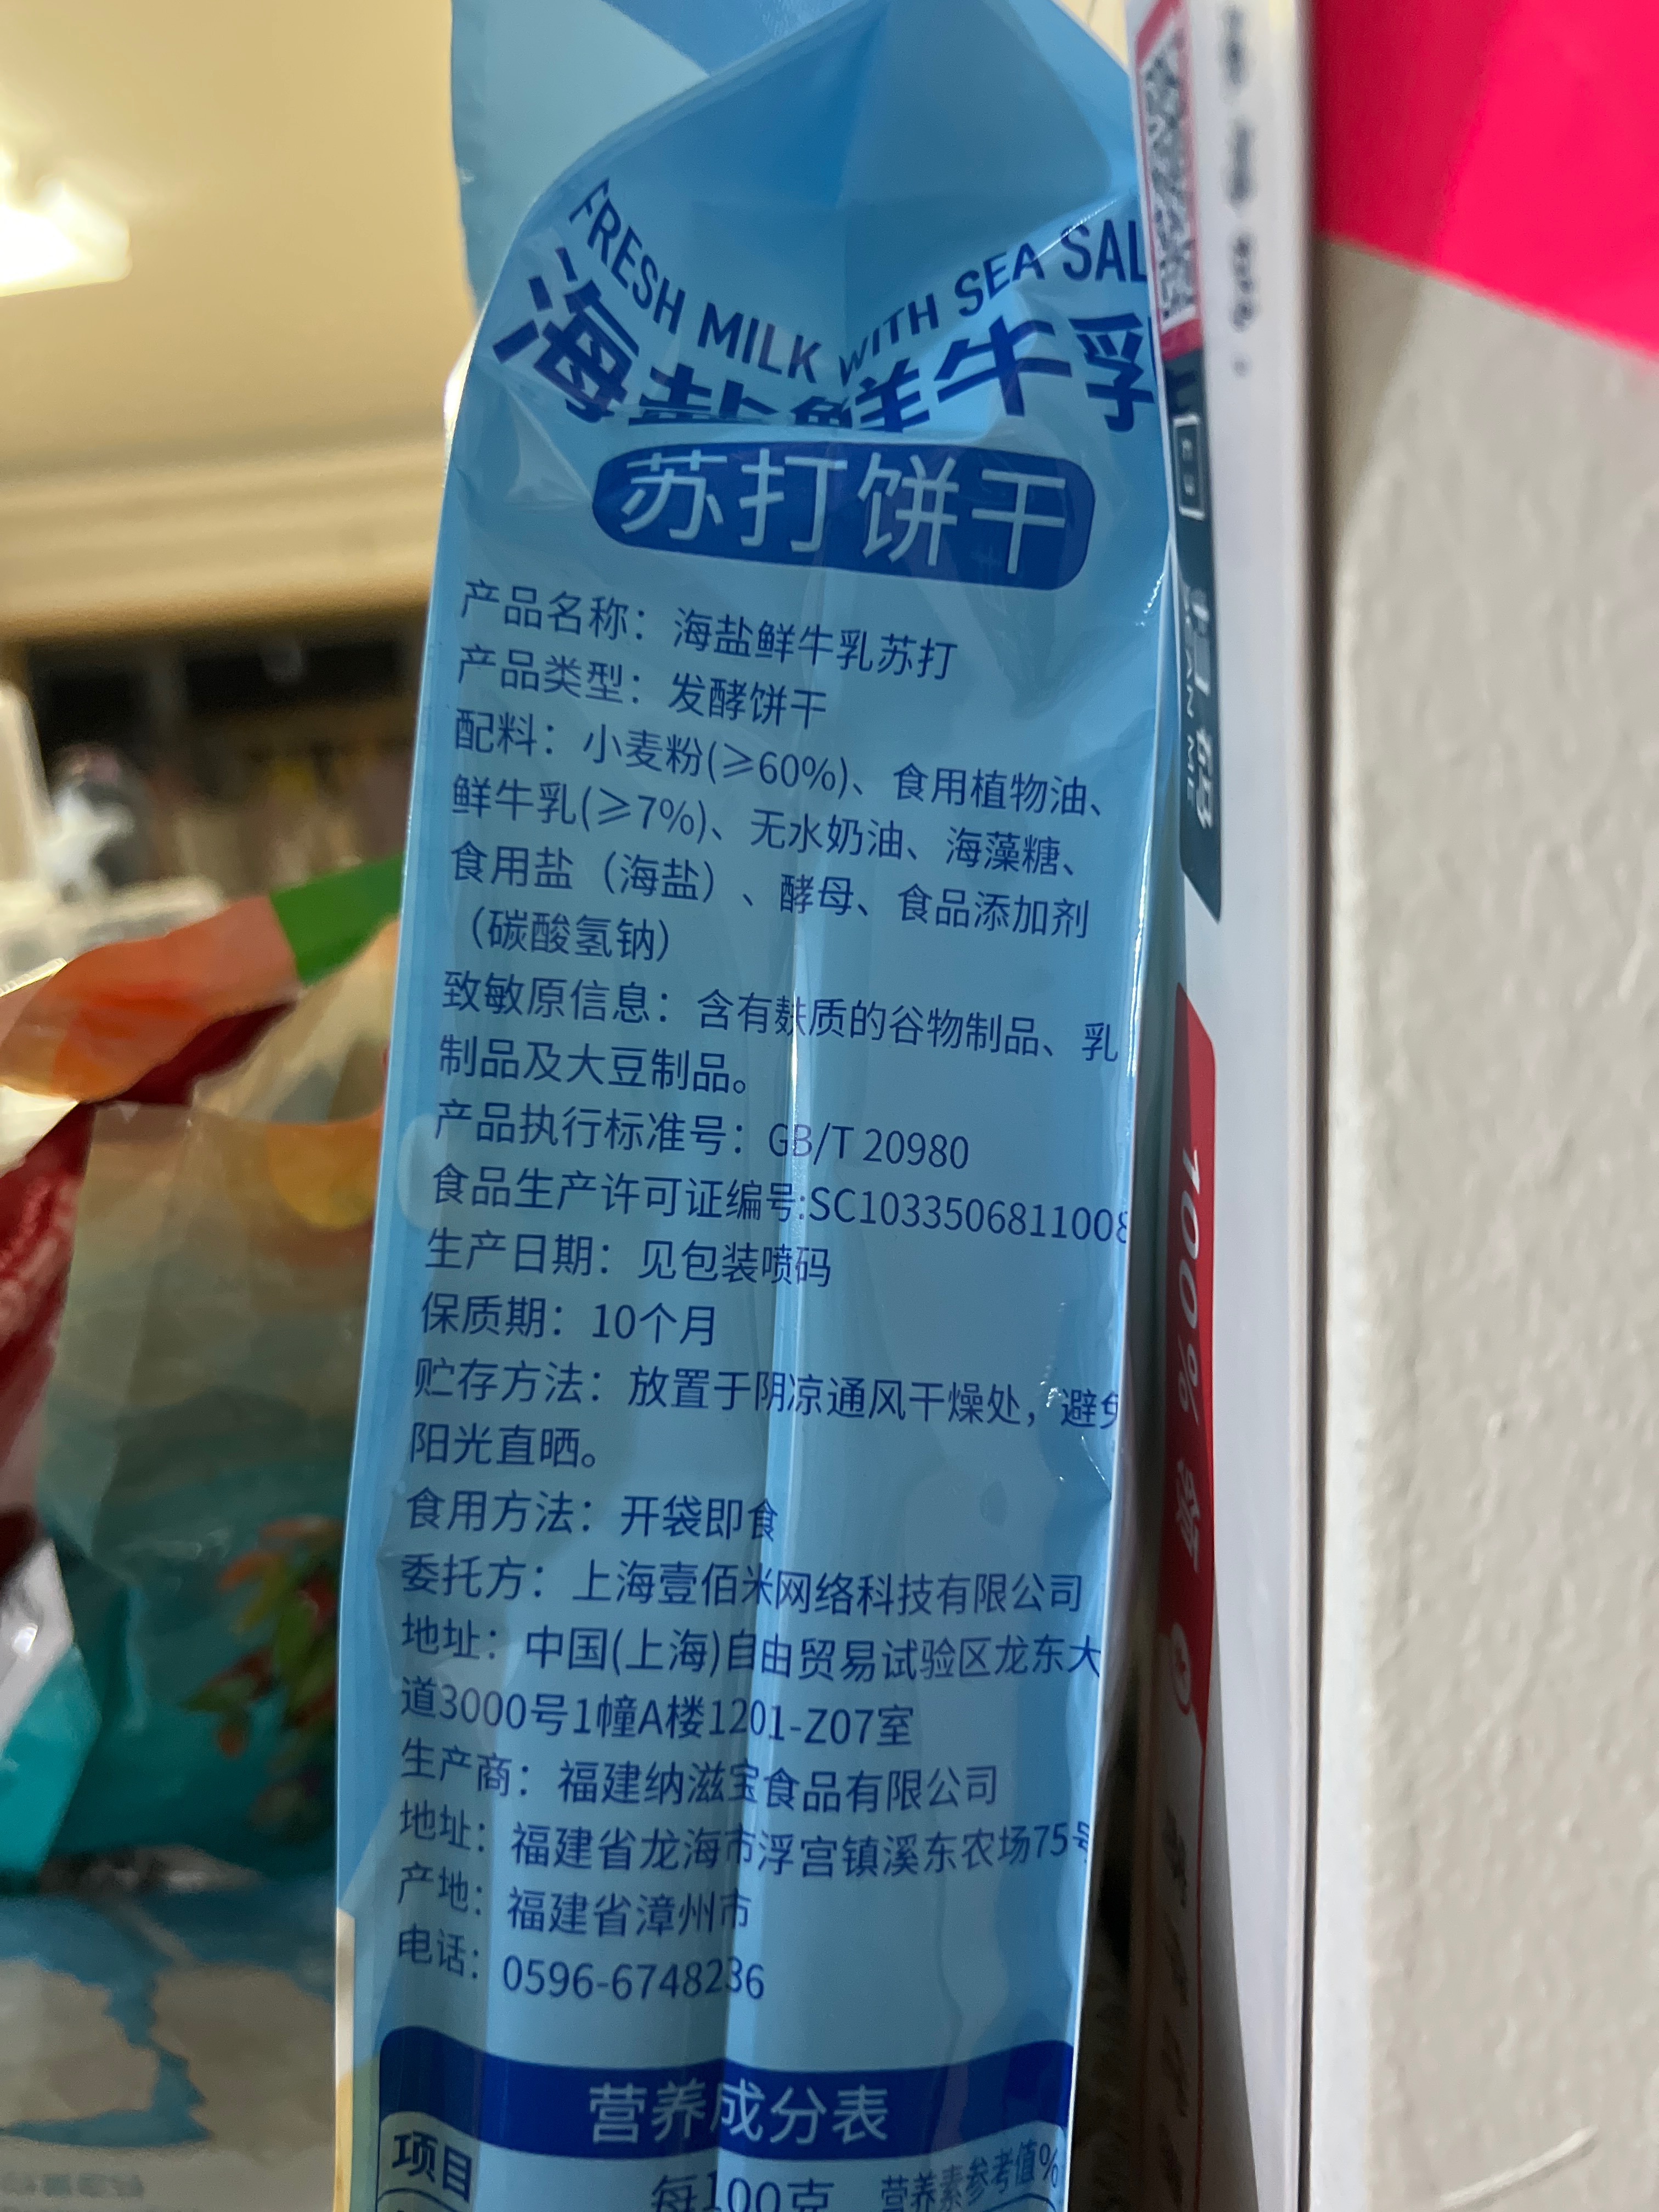 FRESH MILK WITH SEA SAL
海盐鲜牛乳
苏打饼干
产品名称：海盐鲜牛乳苏打
产品类型：发酵饼干
配料：小麦粉(≥60%)、食用植物油、
鲜牛乳(≥7%)、无水奶油、海藻糖、
食用盐（海盐）、酵母、食品添加剂
（碳酸氢钠）
致敏原信息：含有麸质的谷物制品、乳
制品及大豆制品。
产品执行标准号：GB/T 20980
食品生产许可证编号:SC1033506811008
生产日期：见包装喷码
保质期：10个月
贮存方法：放置于阴凉通风干燥处，避免
阳光直晒。
食用方法：开袋即食
委托方：上海壹佰米网络科技有限公司
地址：中国(上海)自由贸易试验区龙东大
道3000号1幢A楼1201-Z07室
生产商：福建纳滋宝食品有限公司
地址：福建省龙海市浮宫镇溪东农场75号
产地：福建省漳州市
电话：0596-6748236
营养成分表
项目 每100克 营养素参考值%
100%